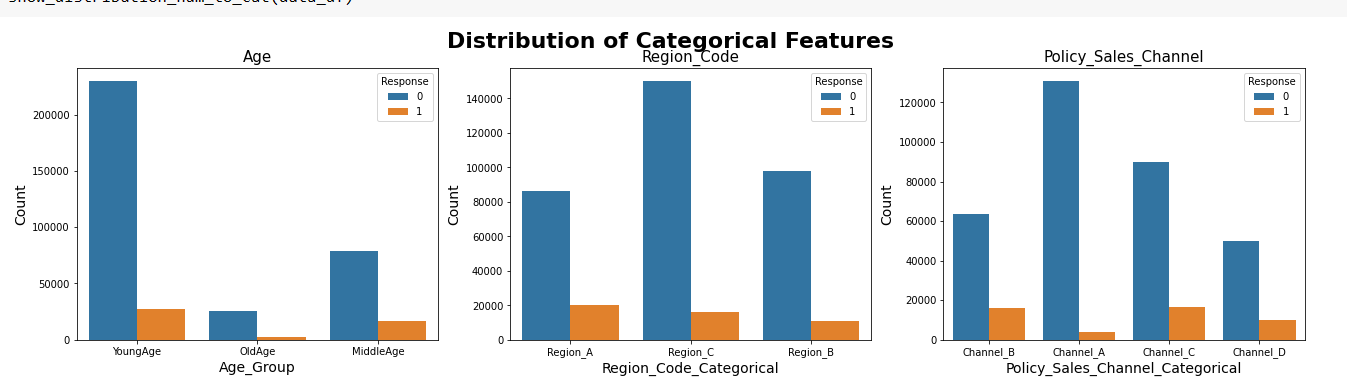 show_distribution_num_to_cat(data_df)
Distribution of Categorical Features
Age
Response
0
1
200000
150000
100000
50000
0
Count
YoungAge OldAge MiddleAge
Age_Group
Region_Code
Response
0
1
140000
120000
100000
80000
60000
40000
20000
0
Count
Region_A Region_C Region_B
Region_Code_Categorical
Policy_Sales_Channel
Response
0
1
120000
100000
80000
60000
40000
20000
0
Count
Channel_B Channel_A Channel_C Channel_D
Policy_Sales_Channel_Categorical